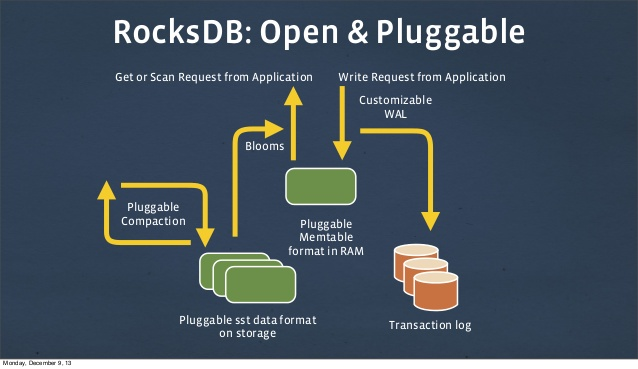 RocksDB: Open & Pluggable
Get or Scan Request from Application
Write Request from Application
Customizable
WAL
Blooms
Pluggable
Compaction
Pluggable
Memtable
format in RAM
Pluggable sst data format
on storage
Transaction log
Monday, December 9, 13